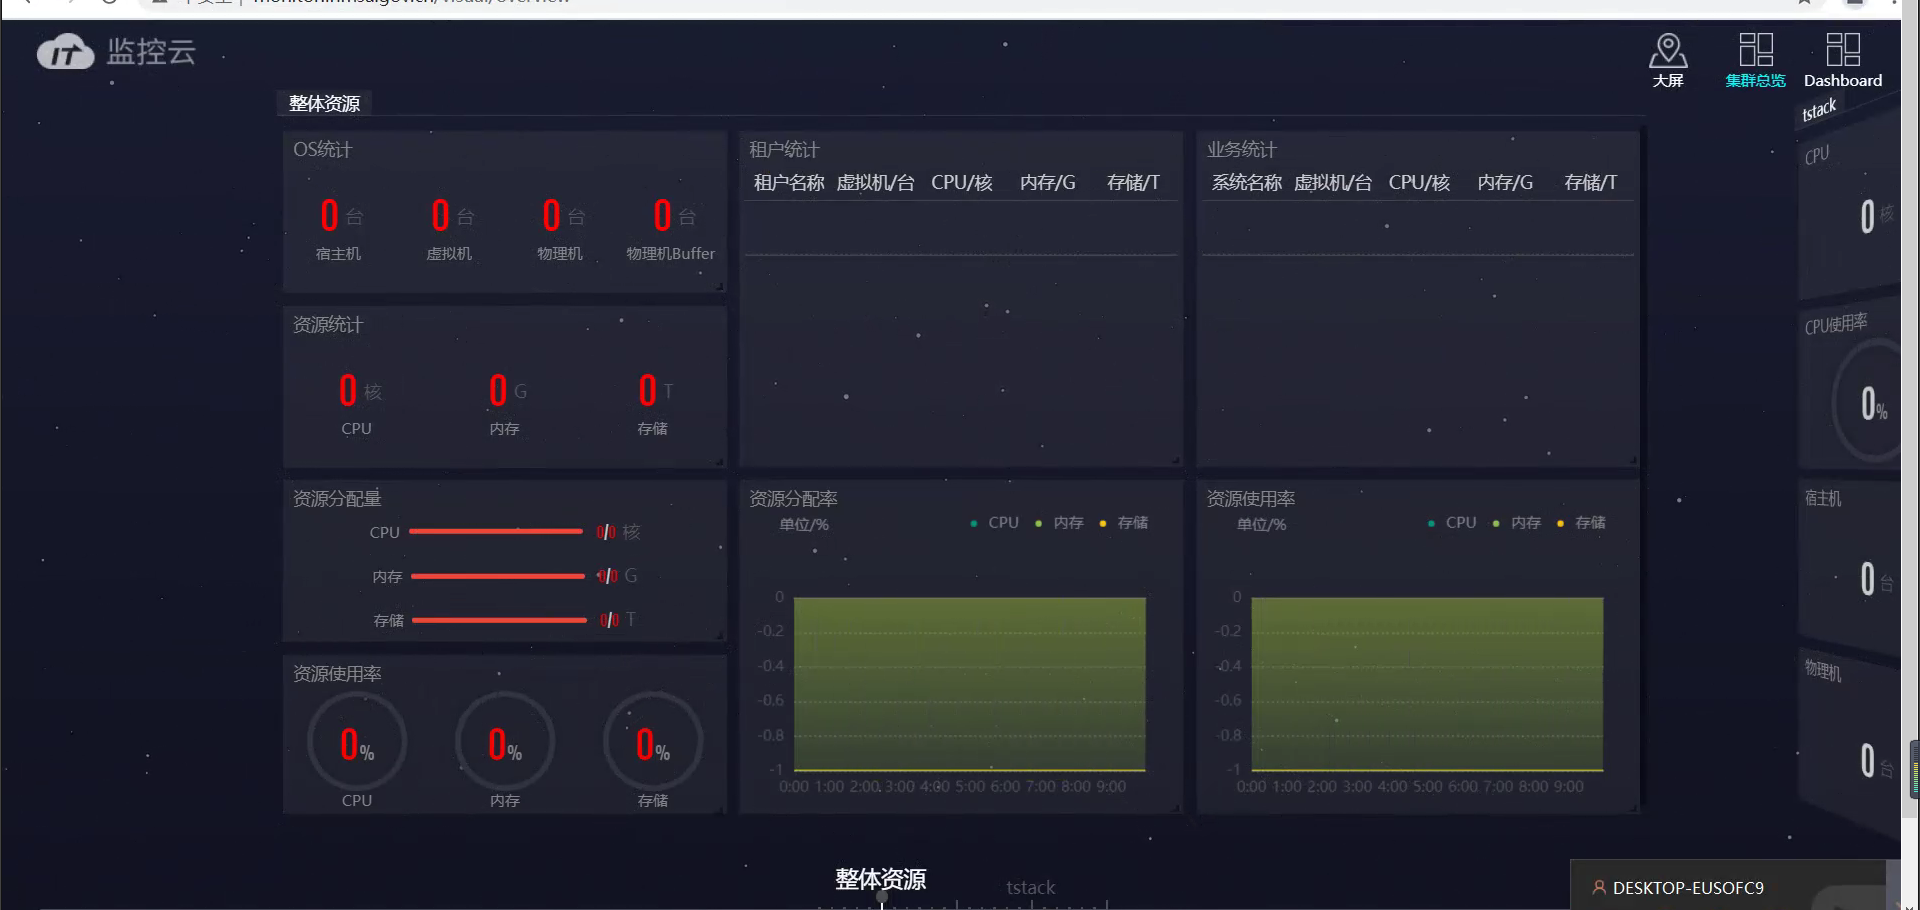 IT 监控云
大屏
集群总览
Dashboard
整体资源
OS统计
0 台
宿主机
0 台
虚拟机
0 台
物理机
0 台
物理机Buffer
资源统计
0 核
CPU
0 G
内存
0 T
存储
资源分配量
CPU 0/0 核
内存 0/0 G
存储 0/0 T
资源使用率
0%
CPU
0%
内存
0%
存储
租户统计
租户名称 虚拟机/台 CPU/核 内存/G 存储/T
业务统计
系统名称 虚拟机/台 CPU/核 内存/G 存储/T
资源分配率
单位/%
CPU 内存 存储
0
-0.2
-0.4
-0.6
-0.8
-1
0:00 1:00 2:00 3:00 4:00 5:00 6:00 7:00 8:00 9:00
资源使用率
单位/%
CPU 内存 存储
0
-0.2
-0.4
-0.6
-0.8
-1
0:00 1:00 2:00 3:00 4:00 5:00 6:00 7:00 8:00 9:00
tstack
CPU
0 核
CPU使用率
0%
宿主机
0 台
物理机
0 台
整体资源
tstack
DESKTOP-EUSOFC9